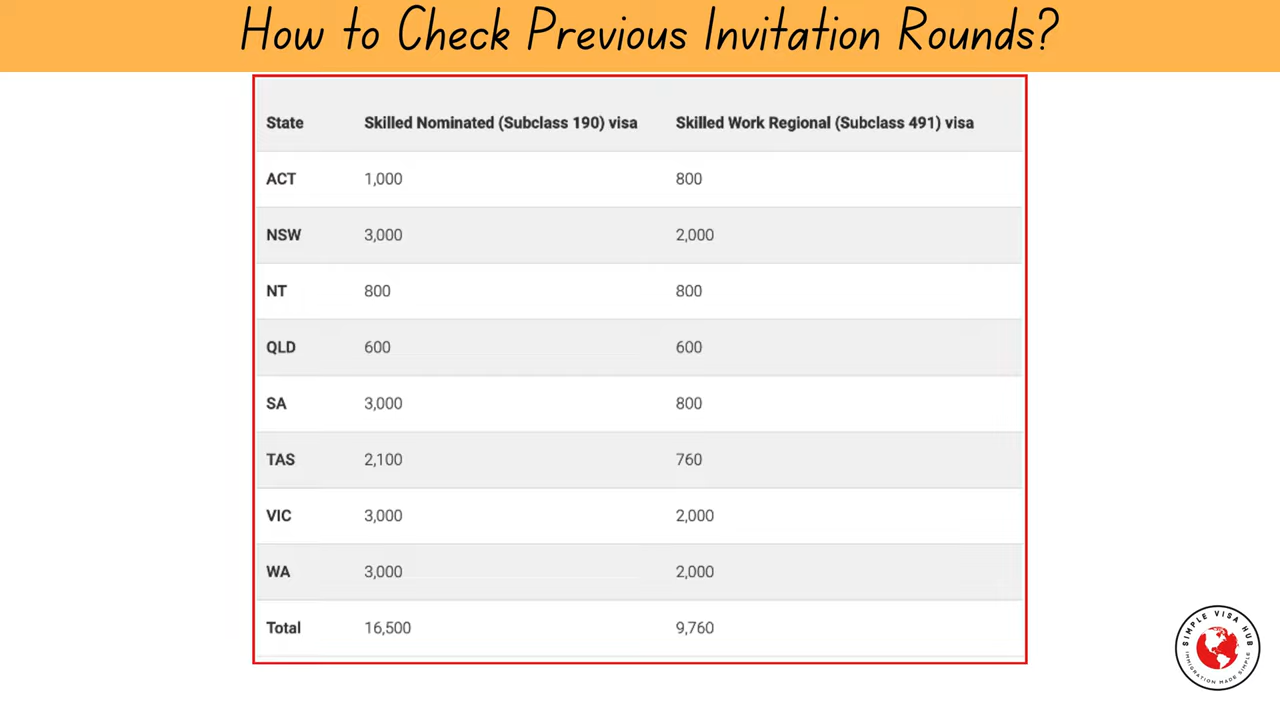 How to Check Previous Invitation Rounds?
State Skilled Nominated (Subclass 190) visa Skilled Work Regional (Subclass 491) visa
ACT 1,000 800
NSW 3,000 2,000
NT 800 800
QLD 600 600
SA 3,000 800
TAS 2,100 760
VIC 3,000 2,000
WA 3,000 2,000
Total 16,500 9,760
SIMPLE VISA HUB
IMMIGRATION MADE SIMPLE